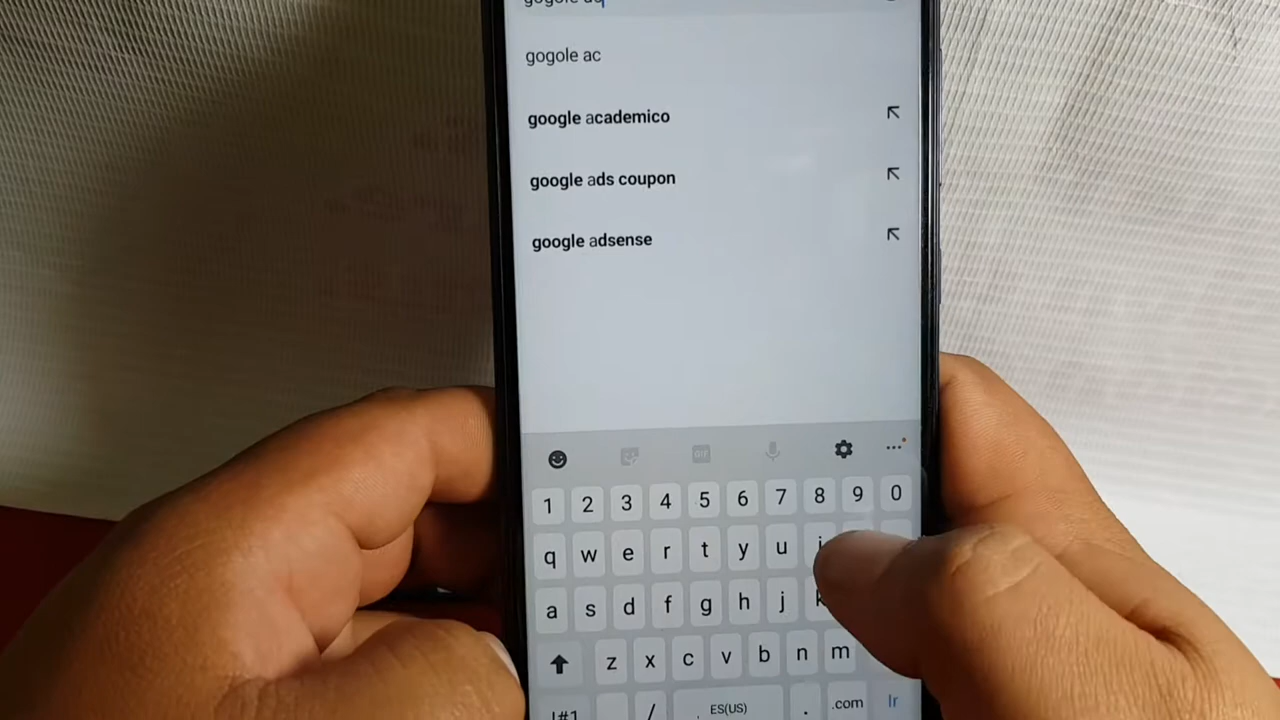 gogole ac
gogole ac
google academico
google ads coupon
google adsense
GIF
1 2 3 4 5 6 7 8 9 0
q w e r t y u i
a s d f g h j k
z x c v b n m
!#1 / , ES(US) . .com Ir